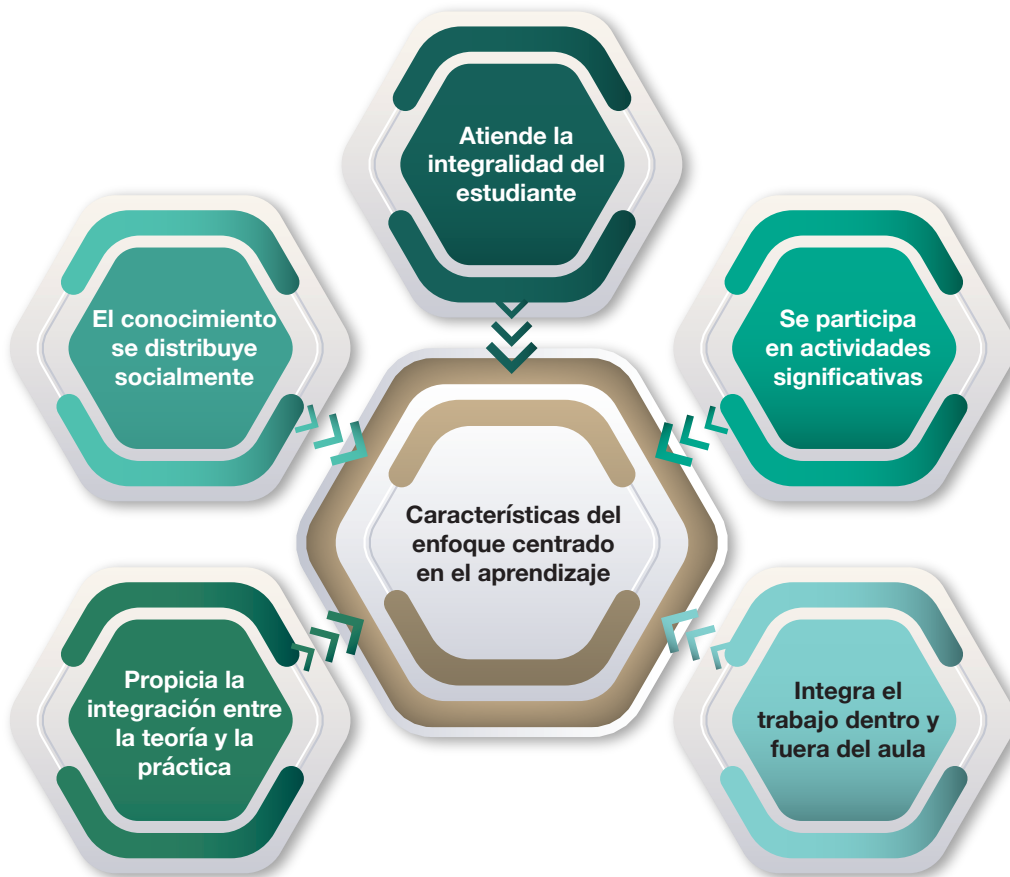 Atiende la
integralidad del
estudiante
El conocimiento
se distribuye
socialmente
Se participa
en actividades
significativas
Características del
enfoque centrado
en el aprendizaje
Propicia la
integración entre
la teoría y la
práctica
Integra el
trabajo dentro y
fuera del aula